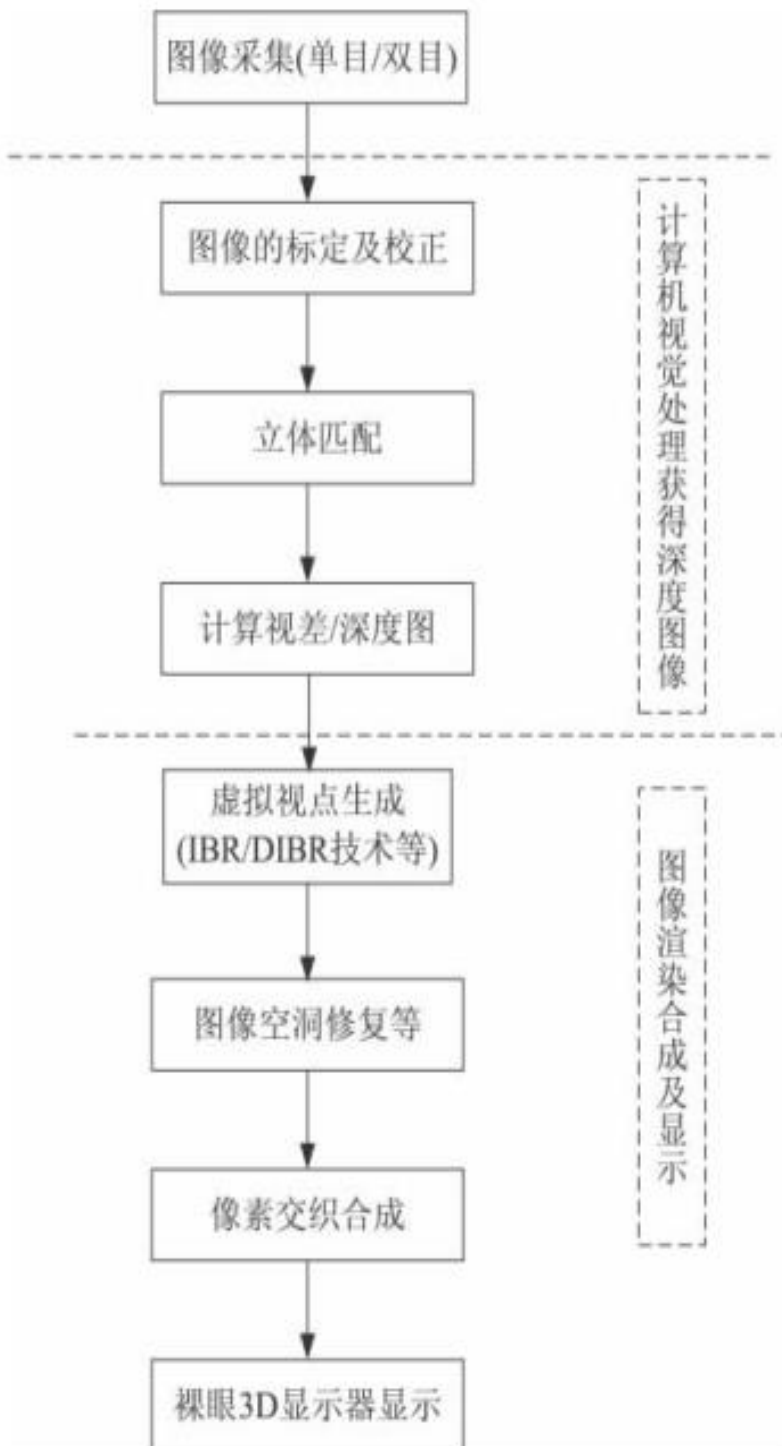 图像采集(单目/双目)
图像的标定及校正
立体匹配
计算视差/深度图
计算机视觉处理获得深度图像
虚拟视点生成
(IBR/DIBR技术等)
图像空洞修复等
像素交织合成
裸眼3D显示器显示
图像渲染合成及显示